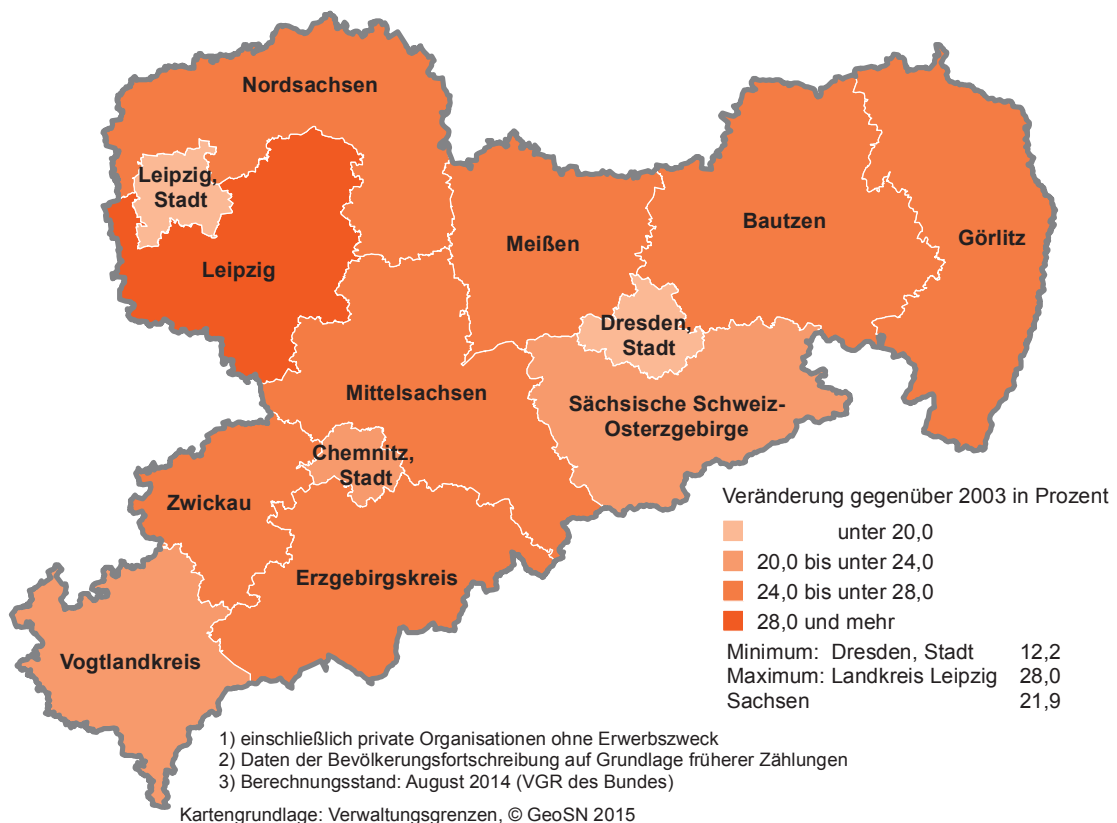 Nordsachsen
Leipzig,
Stadt
Leipzig
Meißen
Bautzen
Görlitz
Dresden,
Stadt
Mittelsachsen
Sächsische Schweiz-
Osterzgebirge
Chemnitz,
Stadt
Zwickau
Erzgebirgskreis
Vogtlandkreis
Veränderung gegenüber 2003 in Prozent
unter 20,0
20,0 bis unter 24,0
24,0 bis unter 28,0
28,0 und mehr
Minimum: Dresden, Stadt 12,2
Maximum: Landkreis Leipzig 28,0
Sachsen 21,9
1) einschließlich private Organisationen ohne Erwerbszweck
2) Daten der Bevölkerungsfortschreibung auf Grundlage früherer Zählungen
3) Berechnungsstand: August 2014 (VGR des Bundes)
Kartengrundlage: Verwaltungsgrenzen, © GeoSN 2015